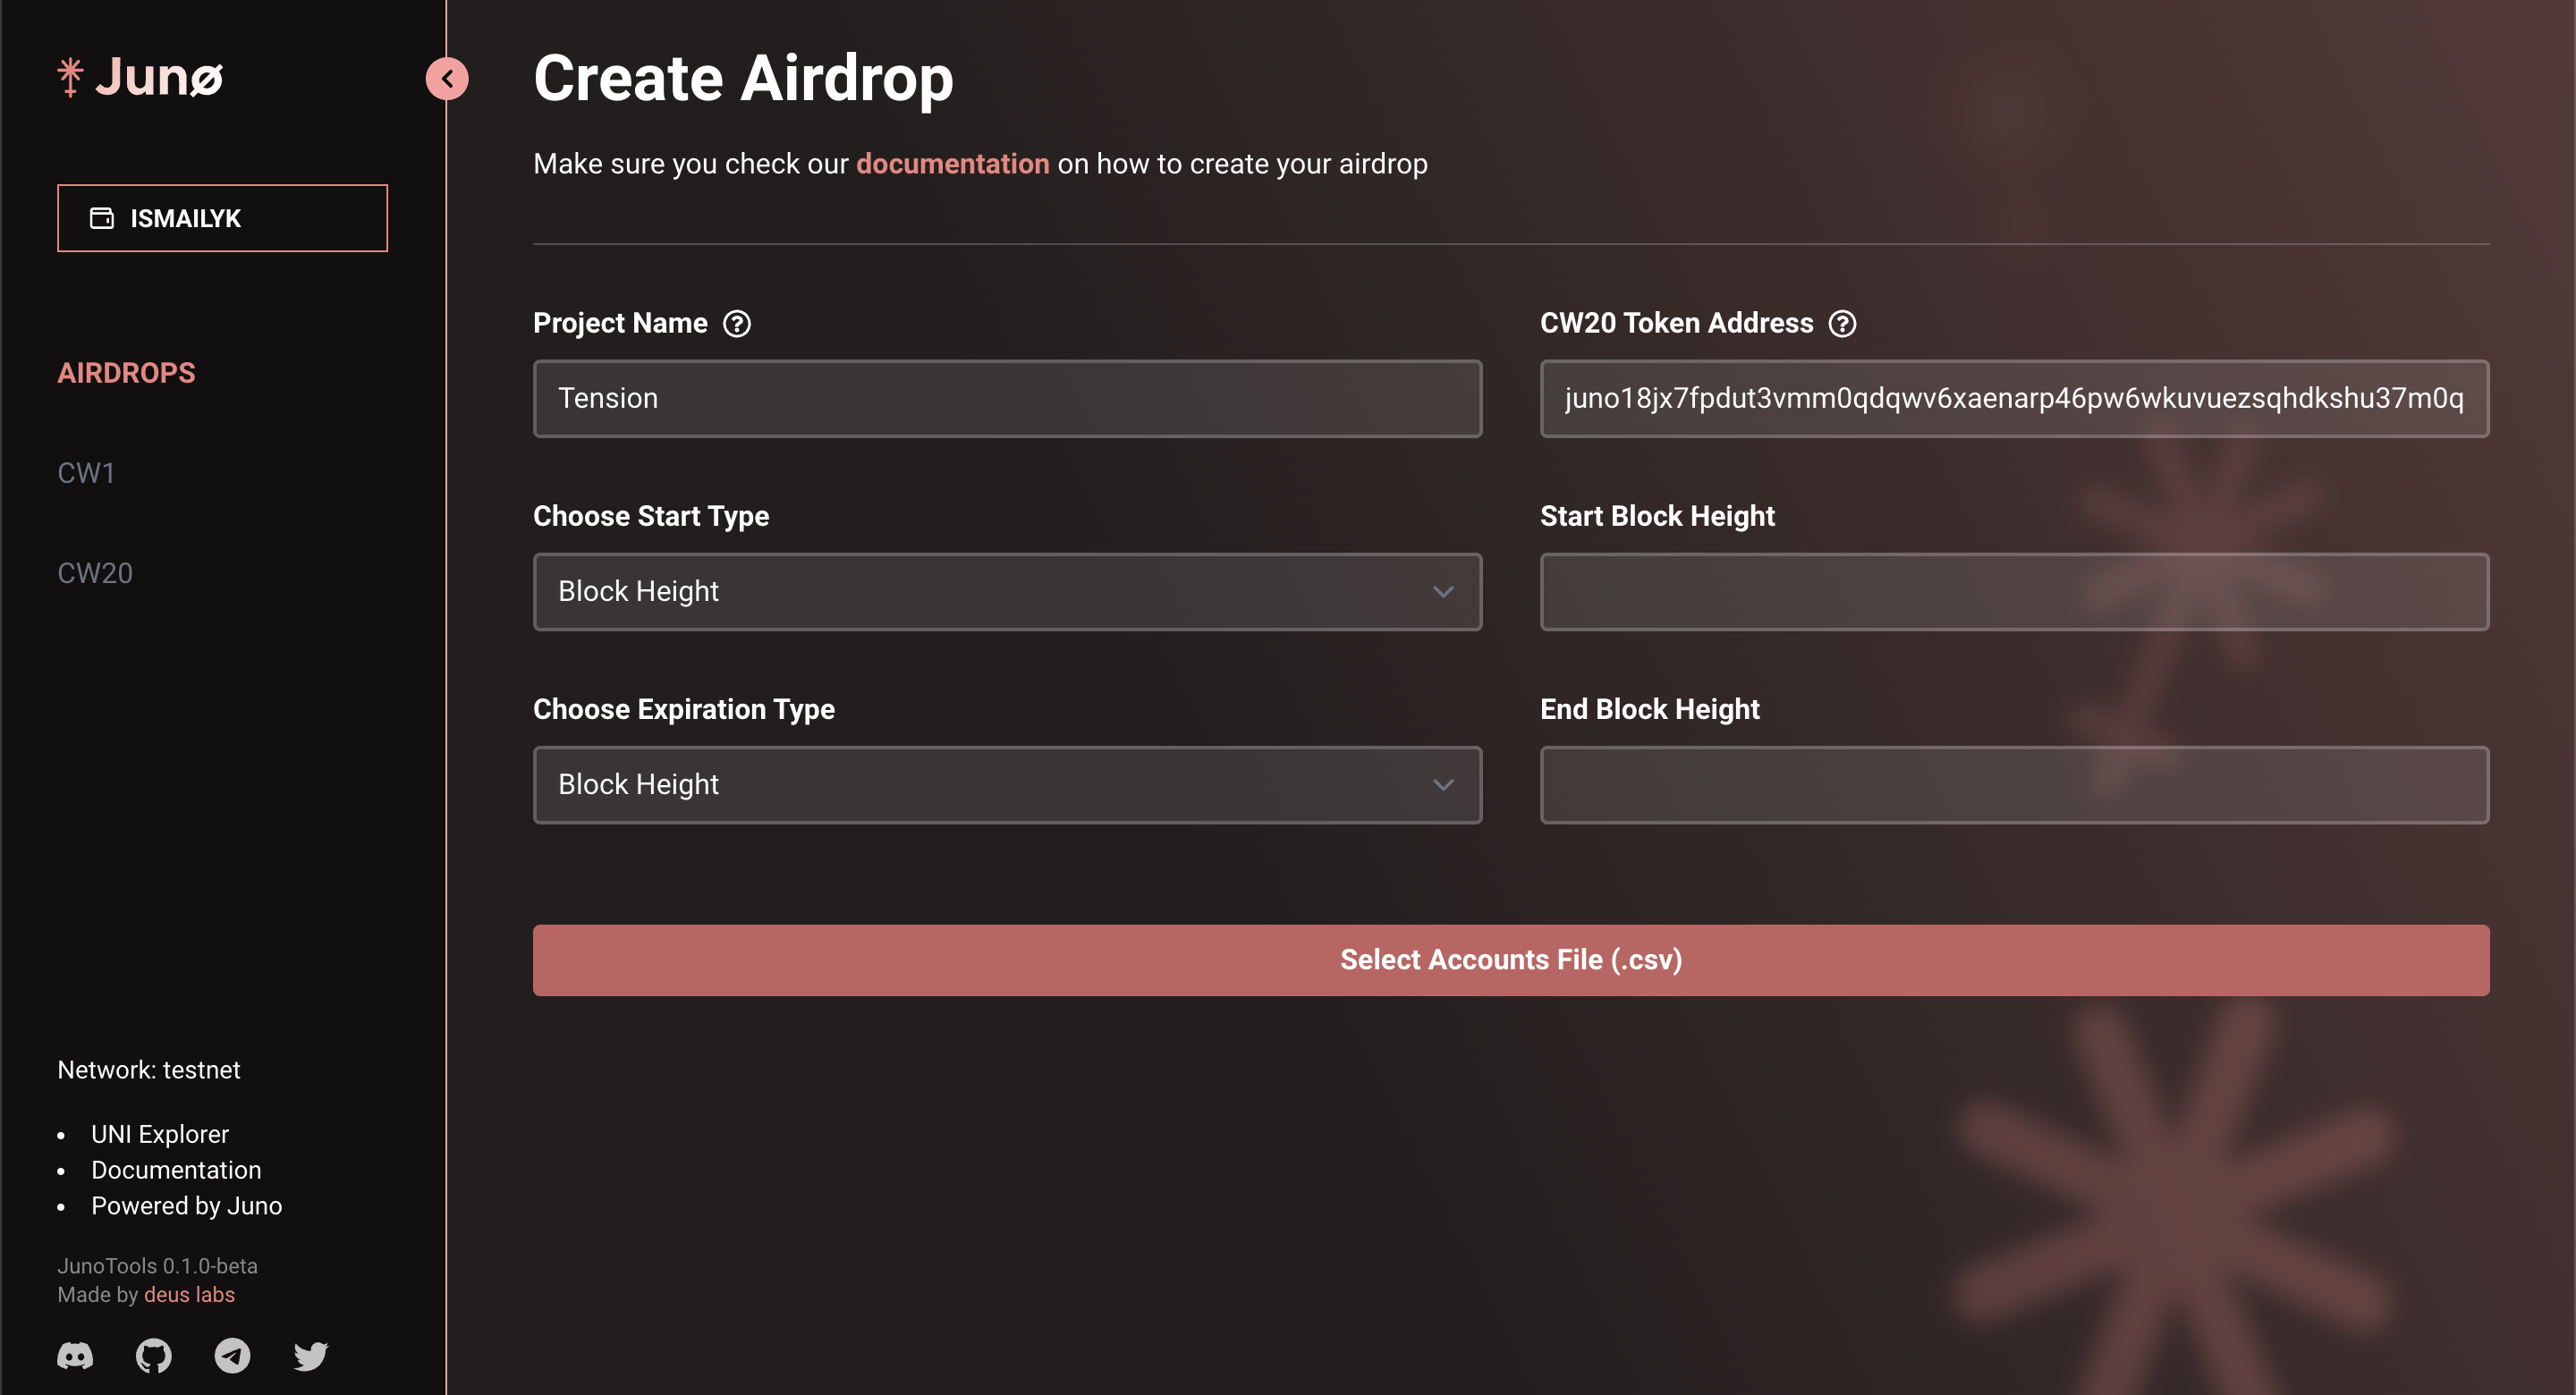 Junø
ISMAILYK
AIRDROPS
CW1
CW20
Network: testnet
• UNI Explorer
• Documentation
• Powered by Juno
JunoTools 0.1.0-beta
Made by deus labs
Create Airdrop
Make sure you check our documentation on how to create your airdrop
Project Name
Tension
CW20 Token Address
juno18jx7fpdut3vmm0qdqwv6xaenarp46pw6wkuvuezsqhdkshu37m0q
Choose Start Type
Block Height
Start Block Height
Choose Expiration Type
Block Height
End Block Height
Select Accounts File (.csv)